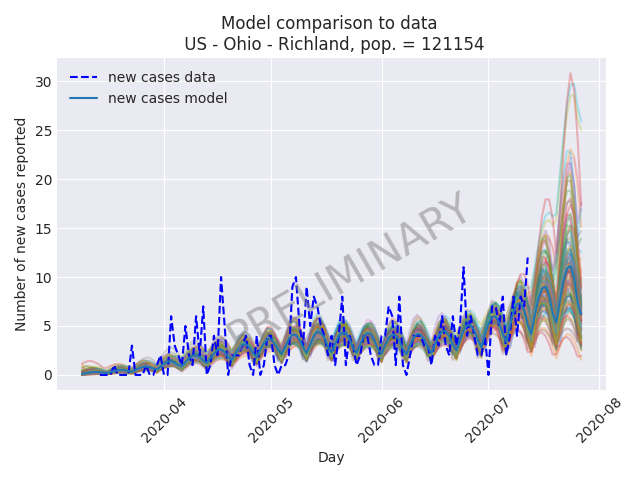 Model comparison to data
US - Ohio - Richland, pop. = 121154
new cases data
new cases model
PRELIMINARY
Number of new cases reported
30
25
20
15
10
5
0
2020-04
2020-05
2020-06
2020-07
2020-08
Day